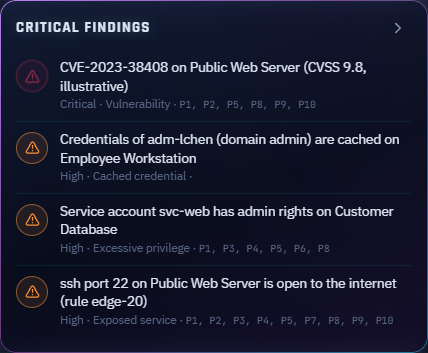 CRITICAL FINDINGS
CVE-2023-38408 on Public Web Server (CVSS 9.8,
illustrative)
Critical · Vulnerability · P1, P2, P5, P8, P9, P10
Credentials of adm-lchen (domain admin) are cached on
Employee Workstation
High · Cached credential ·
Service account svc-web has admin rights on Customer
Database
High · Excessive privilege · P1, P3, P4, P5, P6, P8
ssh port 22 on Public Web Server is open to the internet
(rule edge-20)
High · Exposed service · P1, P2, P3, P4, P5, P7, P8, P9, P10